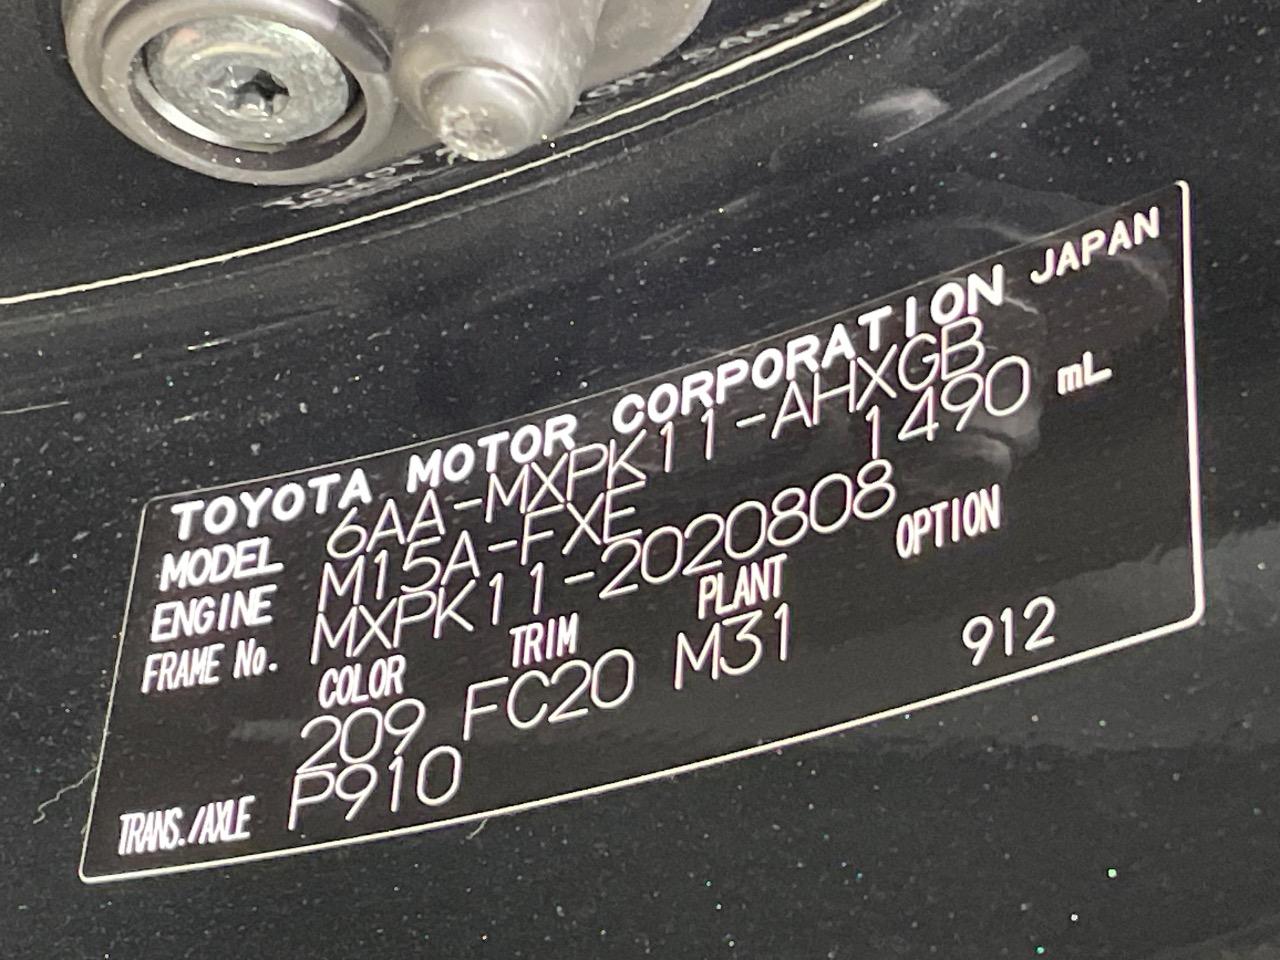 TOYOTA MOTOR CORPORATION JAPAN
MODEL 6AA-MXPK11-AHXGB
ENGINE M15A-FXE 1490 mL
FRAME No. MXPK11-2020808
COLOR TRIM PLANT OPTION
209 FC20 M31 912
TRANS./AXLE P910